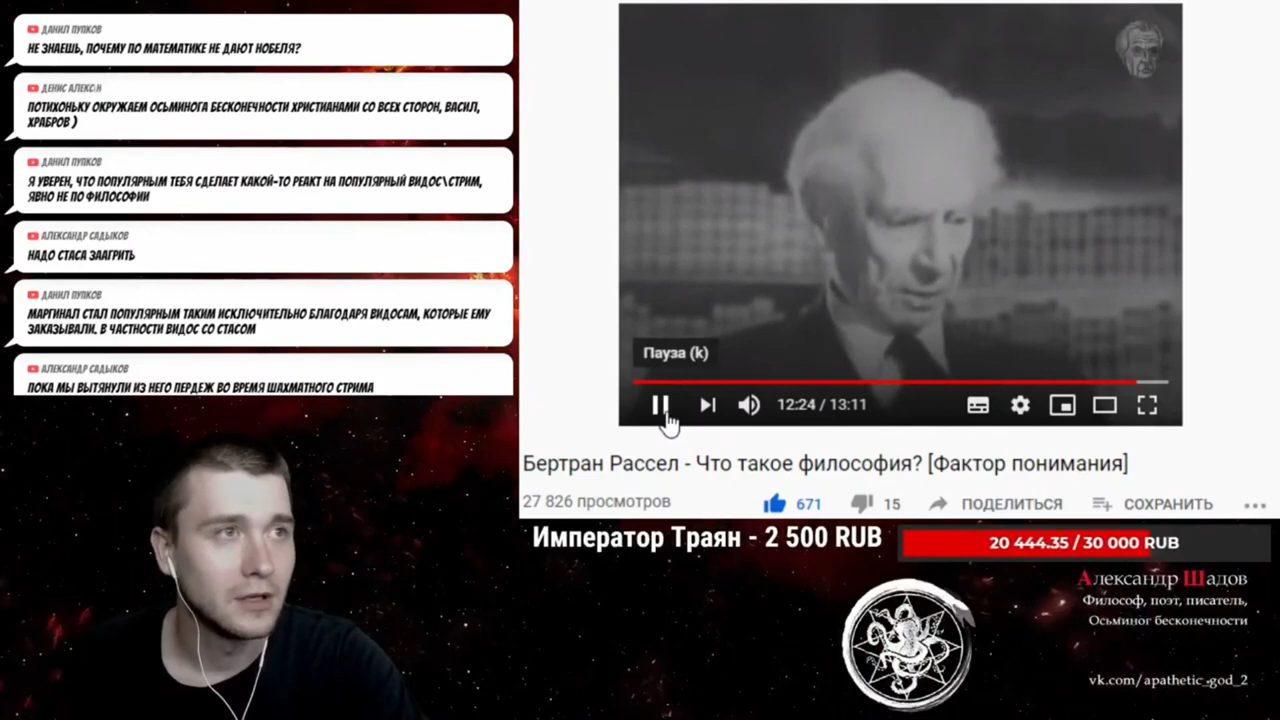 ДАНИЛ ПУПКОВ
НЕ ЗНАЕШЬ, ПОЧЕМУ ПО МАТЕМАТИКЕ НЕ ДАЮТ НОБЕЛЯ?
ДЕНИС АЛЕКС/Н
ПОТИХОНЬКУ ОКРУЖАЕМ ОСЬМИНОГА БЕСКОНЕЧНОСТИ ХРИСТИАНАМИ СО ВСЕХ СТОРОН, ВАСИЛ,
ХРАБРОВ )
ДАНИЛ ПУПКОВ
Я УВЕРЕН, ЧТО ПОПУЛЯРНЫМ ТЕБЯ СДЕЛАЕТ КАКОЙ-ТО РЕАКТ НА ПОПУЛЯРНЫЙ ВИДОС\СТРИМ,
ЯВНО НЕ ПО ФИЛОСОФИИ
АЛЕКСАНДР САДЫКОВ
НАДО СТАСА ЗААГРИТЬ
ДАНИЛ ПУПКОВ
МАРГИНАЛ СТАЛ ПОПУЛЯРНЫМ ТАКИМ ИСКЛЮЧИТЕЛЬНО БЛАГОДАРЯ ВИДОСАМ, КОТОРЫЕ ЕМУ
ЗАКАЗЫВАЛИ. В ЧАСТНОСТИ ВИДОС СО СТАСОМ
АЛЕКСАНДР САДЫКОВ
ПОКА МЫ ВЫТЯНУЛИ ИЗ НЕГО ПЕРДЕЖ ВО ВРЕМЯ ШАХМАТНОГО СТРИМА
Пауза (k)
12:24 / 13:11
Бертран Рассел - Что такое философия? [Фактор понимания]
27 826 просмотров
671
15
ПОДЕЛИТЬСЯ
СОХРАНИТЬ
Император Траян - 2 500 RUB
20 444.35 / 30 000 RUB
Александр Шадов
Философ, поэт, писатель,
Осьминог бесконечности
vk.com/apathetic_god_2